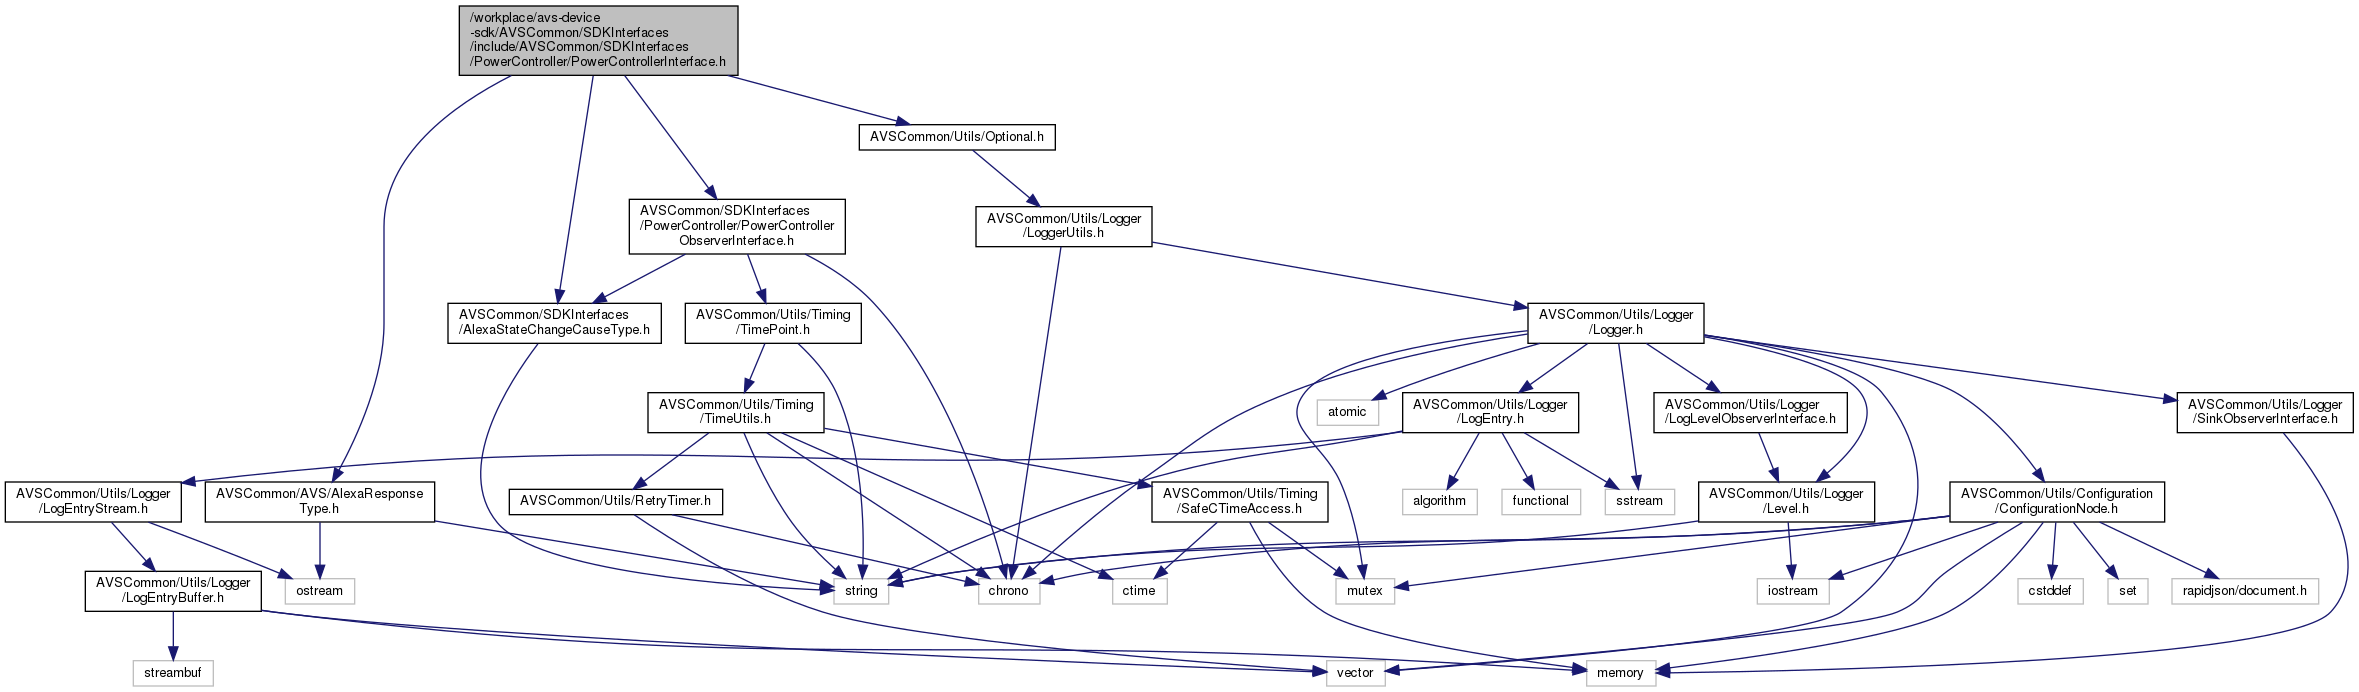 /workplace/avs-device
-sdk/AVSCommon/SDKInterfaces
/include/AVSCommon/SDKInterfaces
/PowerController/PowerControllerInterface.h
AVSCommon/Utils/Optional.h
AVSCommon/SDKInterfaces
/PowerController/PowerController
ObserverInterface.h
AVSCommon/Utils/Logger
/LoggerUtils.h
AVSCommon/SDKInterfaces
/AlexaStateChangeCauseType.h
AVSCommon/Utils/Timing
/TimePoint.h
AVSCommon/Utils/Logger
/Logger.h
AVSCommon/Utils/Timing
/TimeUtils.h
atomic
AVSCommon/Utils/Logger
/LogEntry.h
AVSCommon/Utils/Logger
/LogLevelObserverInterface.h
AVSCommon/Utils/Logger
/SinkObserverInterface.h
AVSCommon/Utils/Logger
/LogEntryStream.h
AVSCommon/AVS/AlexaResponse
Type.h
AVSCommon/Utils/RetryTimer.h
AVSCommon/Utils/Timing
/SafeCTimeAccess.h
algorithm
functional
sstream
AVSCommon/Utils/Logger
/Level.h
AVSCommon/Utils/Configuration
/ConfigurationNode.h
AVSCommon/Utils/Logger
/LogEntryBuffer.h
ostream
string
chrono
ctime
mutex
iostream
cstddef
set
rapidjson/document.h
streambuf
vector
memory